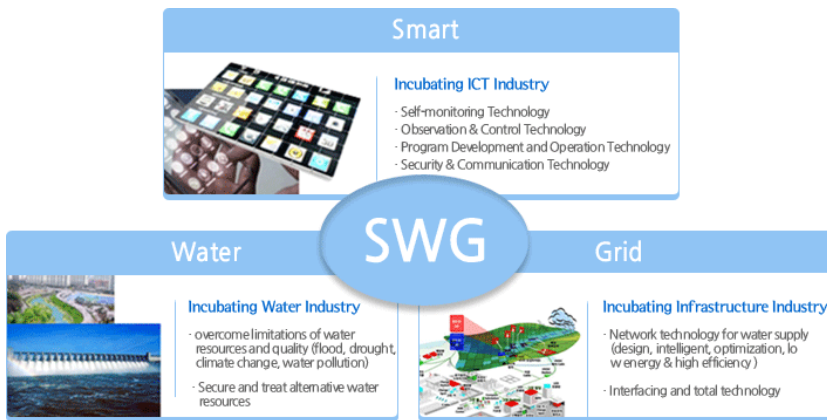 Smart
Incubating ICT Industry
· Self-monitoring Technology
· Observation & Control Technology
· Program Development and Operation Technology
· Security & Communication Technology
SWG
Water
Incubating Water Industry
· overcome limitations of water
resources and quality (flood, drought,
climate change, water pollution)
· Secure and treat alternative water
resources
Grid
Incubating Infrastructure Industry
· Network technology for water supply
(design, intelligent, optimization, lo
w energy & high efficiency )
· Interfacing and total technology